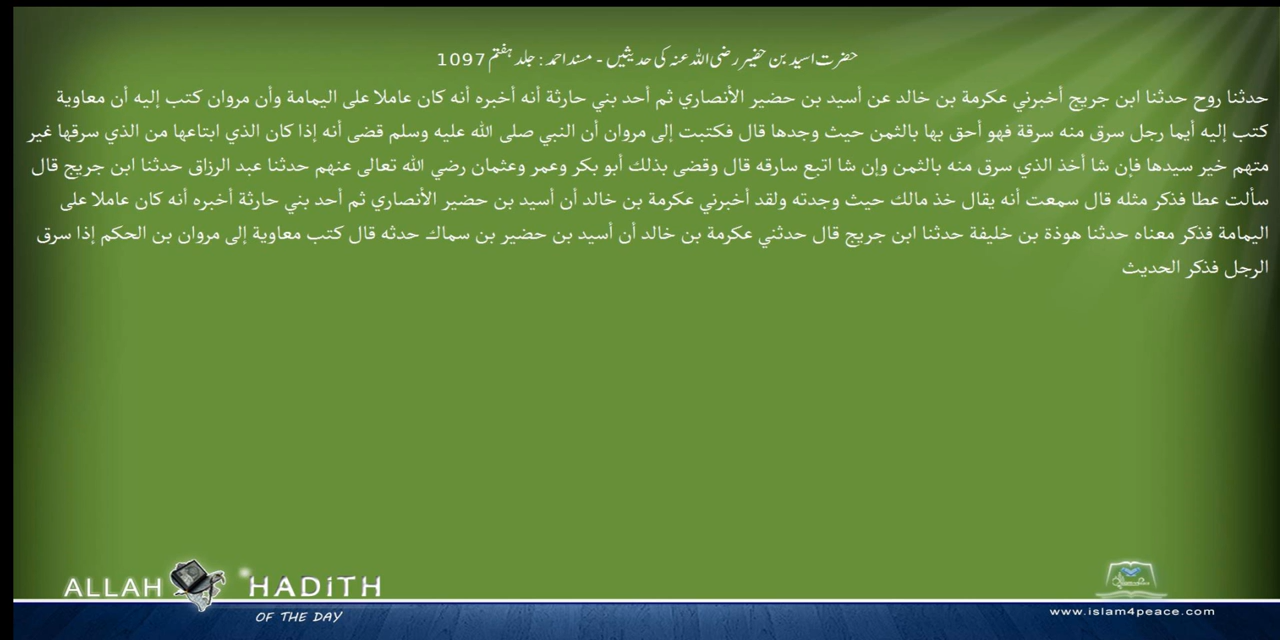 حضرت اسید بن حضیر رضی اللہ عنہ کی حدیثیں - مسند احمد : جلد ہفتم 1097
حدثنا روح حدثنا ابن جريج أخبرني عكرمة بن خالد عن أسيد بن حضير الأنصاري ثم أحد بني حارثة أنه أخبره أنه كان عاملا على اليمامة وأن مروان كتب إليه أن معاوية
كتب إليه أيما رجل سرق منه سرقة فهو أحق بها بالثمن حيث وجدها قال فكتبت إلى مروان أن النبي صلى الله عليه وسلم قضى أنه إذا كان الذي ابتاعها من الذي سرقها غير
متهم خير سيدها فإن شا أخذ الذي سرق منه بالثمن وإن شا اتبع سارقه قال وقضى بذلك أبو بكر وعمر وعثمان رضي الله تعالى عنهم حدثنا عبد الرزاق حدثنا ابن جريج قال
سألت عطا فذكر مثله قال سمعت أنه يقال خذ مالك حيث وجدته ولقد أخبرني عكرمة بن خالد أن أسيد بن حضير الأنصاري ثم أحد بني حارثة أخبره أنه كان عاملا على
اليمامة فذكر معناه حدثنا هوذة بن خليفة حدثنا ابن جريج قال حدثني عكرمة بن خالد أن أسيد بن حضير بن سماك حدثه قال كتب معاوية إلى مروان بن الحكم إذا سرق
الرجل فذكر الحديث
ALLAH HADITH
OF THE DAY
www.islam4peace.com